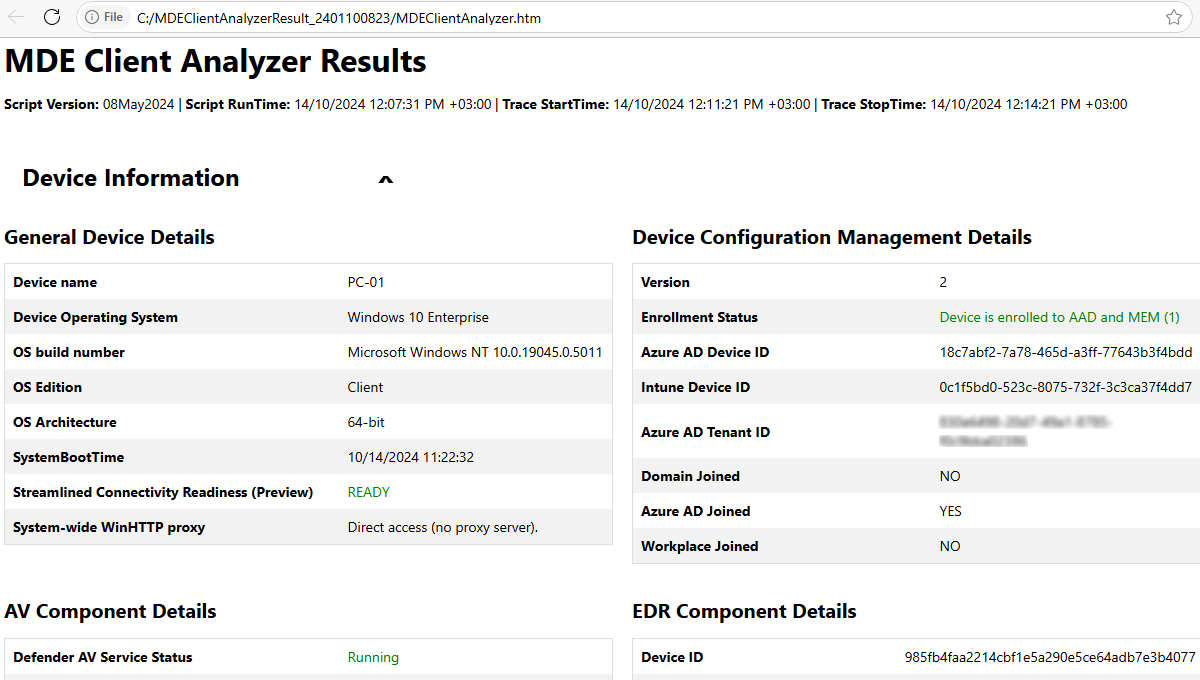 File C:/MDEClientAnalyzerResult_2401100823/MDEClientAnalyzer.htm
MDE Client Analyzer Results
Script Version: 08May2024 | Script RunTime: 14/10/2024 12:07:31 PM +03:00 | Trace StartTime: 14/10/2024 12:11:21 PM +03:00 | Trace StopTime: 14/10/2024 12:14:21 PM +03:00
Device Information
General Device Details
Device name PC-01
Device Operating System Windows 10 Enterprise
OS build number Microsoft Windows NT 10.0.19045.0.5011
OS Edition Client
OS Architecture 64-bit
SystemBootTime 10/14/2024 11:22:32
Streamlined Connectivity Readiness (Preview) READY
System-wide WinHTTP proxy Direct access (no proxy server).
Device Configuration Management Details
Version 2
Enrollment Status Device is enrolled to AAD and MEM (1)
Azure AD Device ID 18c7abf2-7a78-465d-a3ff-77643b3f4bdd
Intune Device ID 0c1f5bd0-523c-8075-732f-3c3ca37f4dd7
Azure AD Tenant ID
Domain Joined NO
Azure AD Joined YES
Workplace Joined NO
AV Component Details
Defender AV Service Status Running
EDR Component Details
Device ID 985fb4faa2214cbf1e5a290e5ce64adb7e3b4077